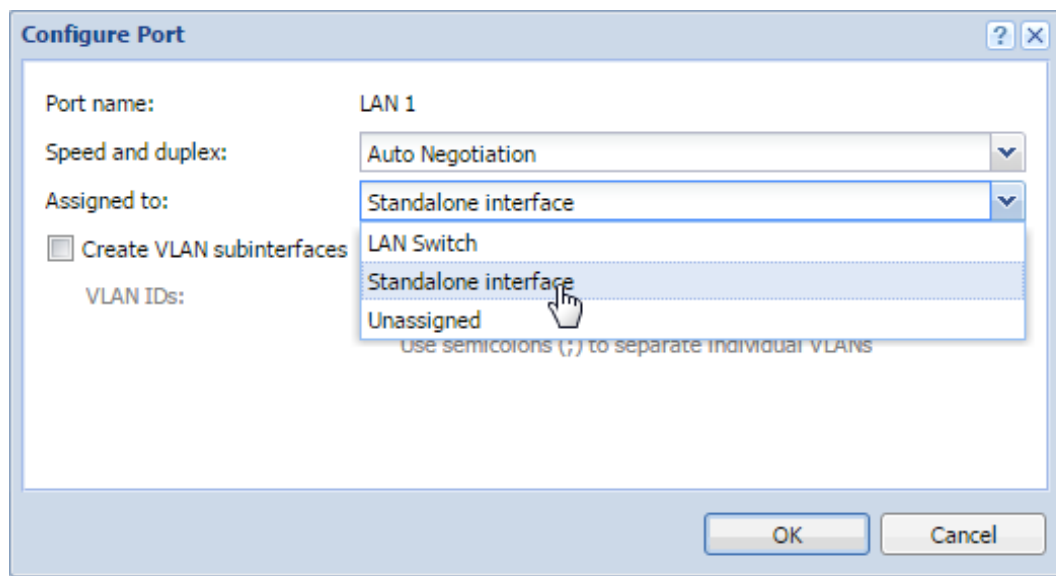 Configure Port
Port name: LAN 1
Speed and duplex: Auto Negotiation
Assigned to: Standalone interface
LAN Switch
Create VLAN subinterfaces
Standalone interface
VLAN IDs:
Unassigned
Use semicolons (;) to separate individual VLANs
OK Cancel